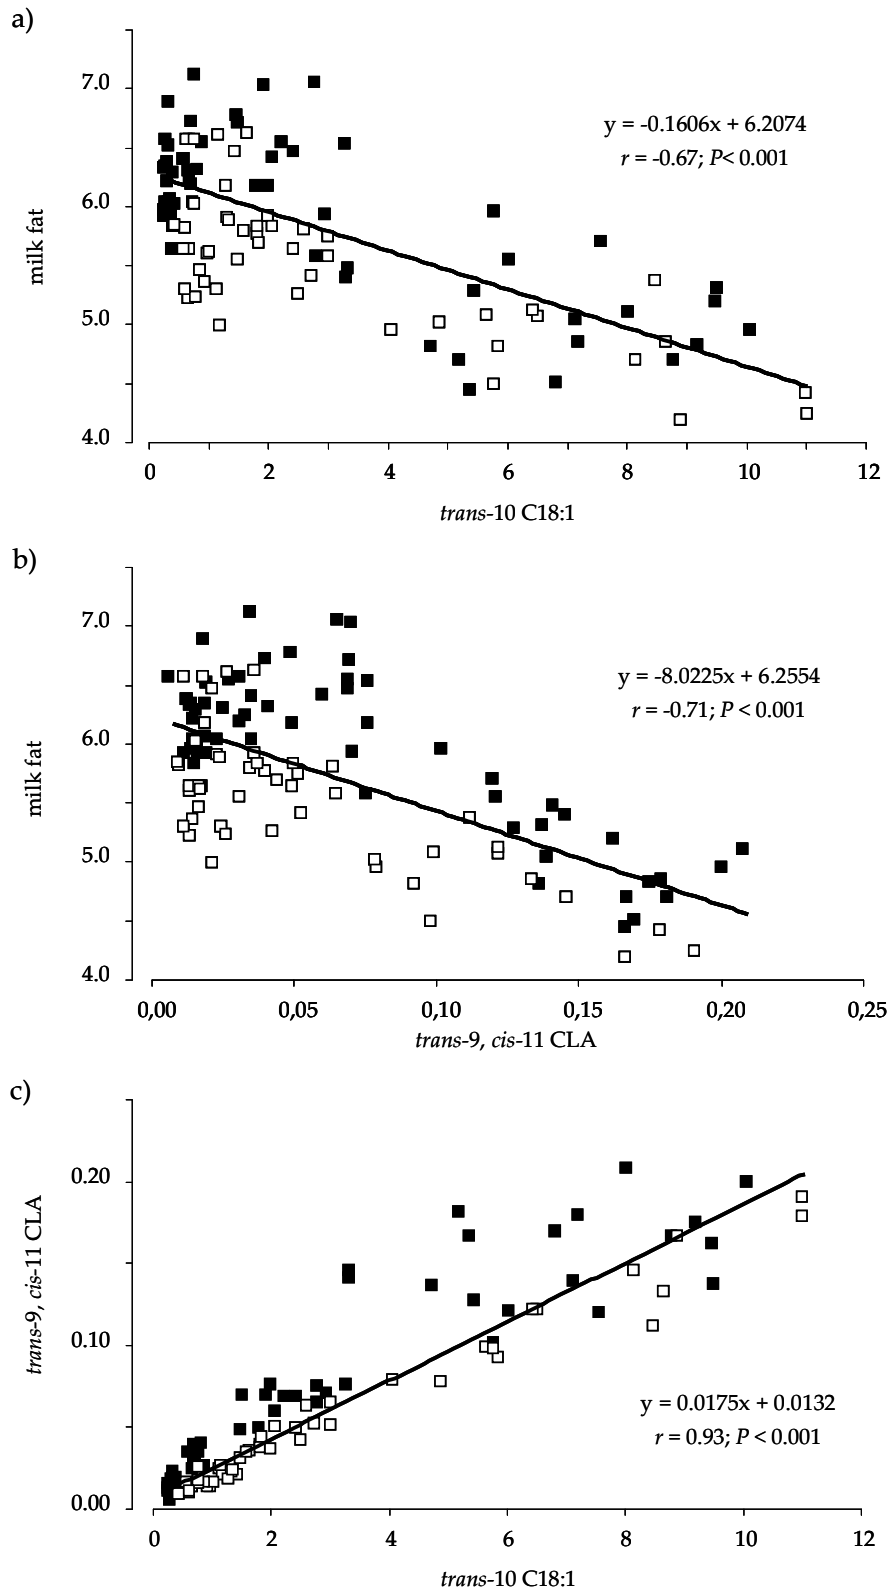 a)
7.0
y = -0.1606x + 6.2074
r = -0.67; P< 0.001
6.0
milk fat
5.0
4.0
0 2 4 6 8 10 12
trans-10 C18:1
b)
7.0
y = -8.0225x + 6.2554
r = -0.71; P < 0.001
6.0
milk fat
5.0
4.0
0,00 0,05 0,10 0,15 0,20 0,25
trans-9, cis-11 CLA
c)
0.20
trans-9, cis-11 CLA
0.10
y = 0.0175x + 0.0132
r = 0.93; P < 0.001
0.00
0 2 4 6 8 10 12
trans-10 C18:1